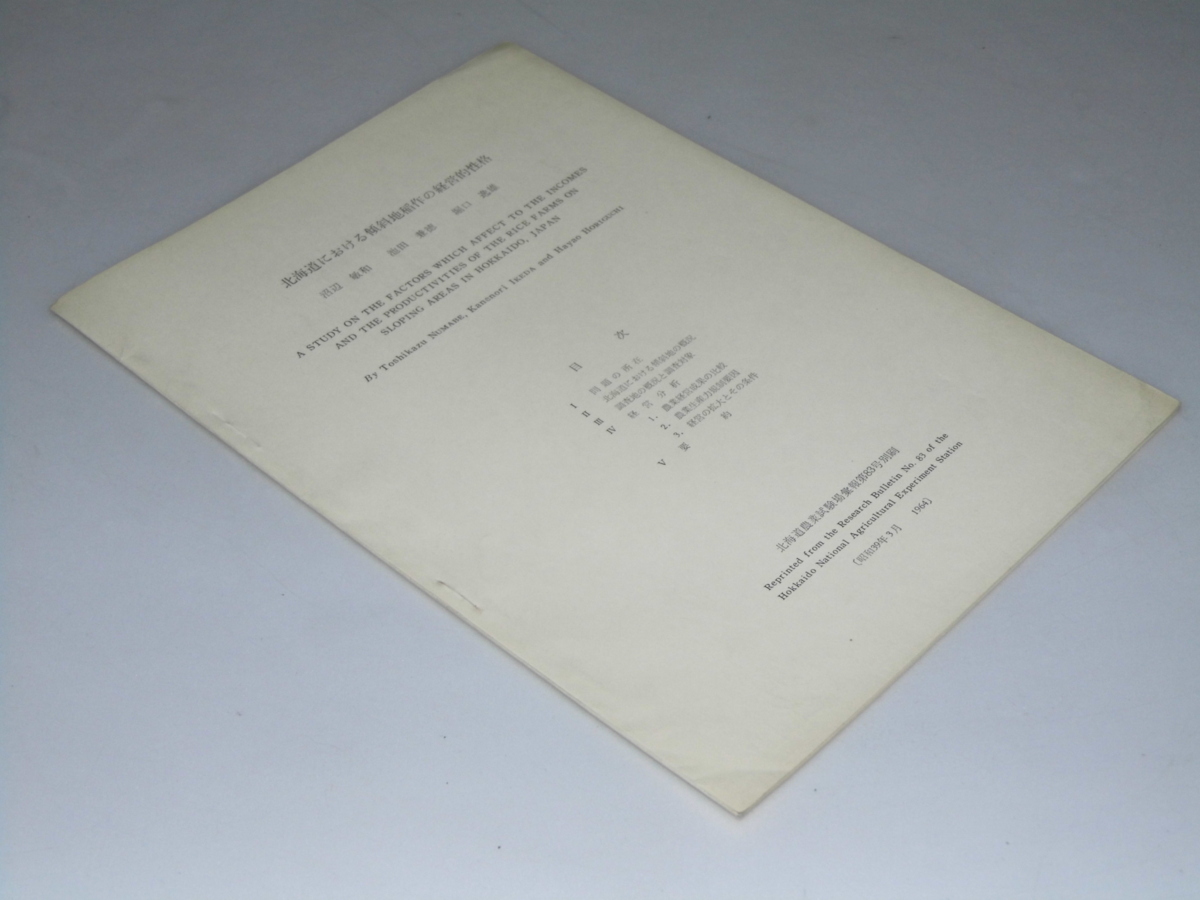 北海道における傾斜地稲作の経営的性格
沼辺 敏和 池田 兼徳 堀口 逸雄
A STUDY ON THE FACTORS WHICH AFFECT TO THE INCOMES
AND THE PRODUCTIVITIES OF THE RICE FARMS ON
SLOPING AREAS IN HOKKAIDO, JAPAN
By Toshikazu NUMABE, Kanenori IKEDA and Hayao HORIGUCHI
目 次
I 問題の所在
II 北海道における傾斜地の概況
III 調査地の概況と調査対象
IV 経営分析
1. 農業経営成果の比較
2. 農業生産力規制要因
3. 経営の拡大とその条件
V 要 約
北海道農業試験場彙報第83号別刷
Reprinted from the Research Bulletin No. 83 of the
Hokkaido National Agricultural Experiment Station
〔昭和39年3月 1964〕